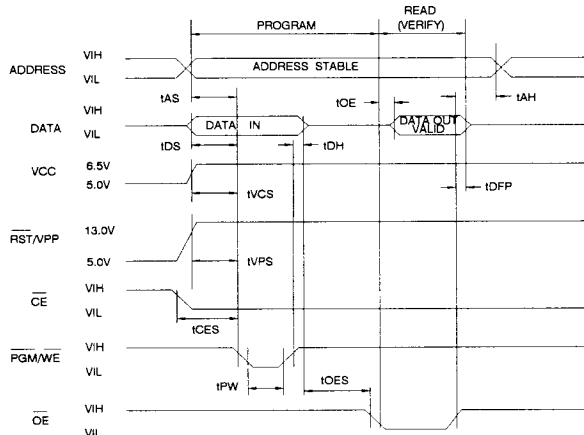 READ
PROGRAM (VERIFY)
VIH
ADDRESS ADDRESS STABLE
VIL
tAS tOE tAH
VIH
DATA DATA IN DATA OUT
VIL VALID
tDS tDH
VCC 6.5V tDFP
5.0V tVCS
RST/VPP 13.0V
5.0V tVPS
CE VIH
VIL
tCES
PGM/WE VIH
VIL
tPW tOES
OE VIH
VIL